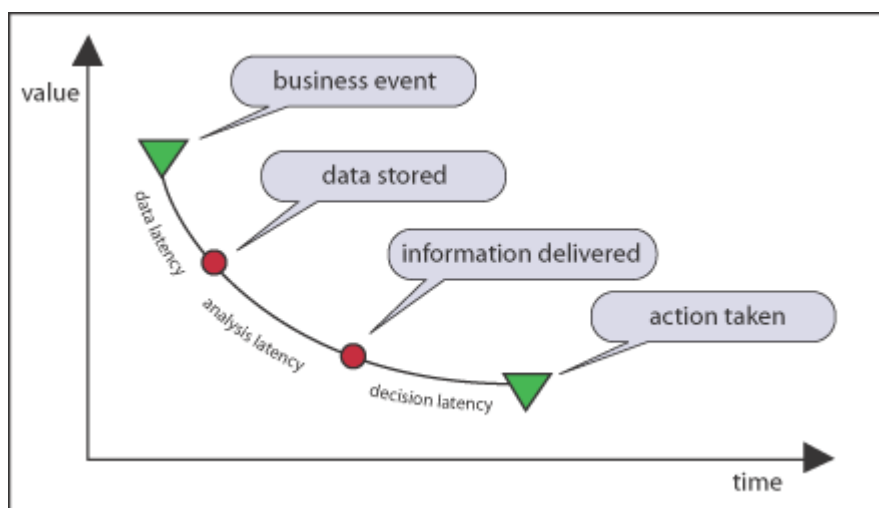 value
business event
data stored
data latency
information delivered
analysis latency
action taken
decision latency
time